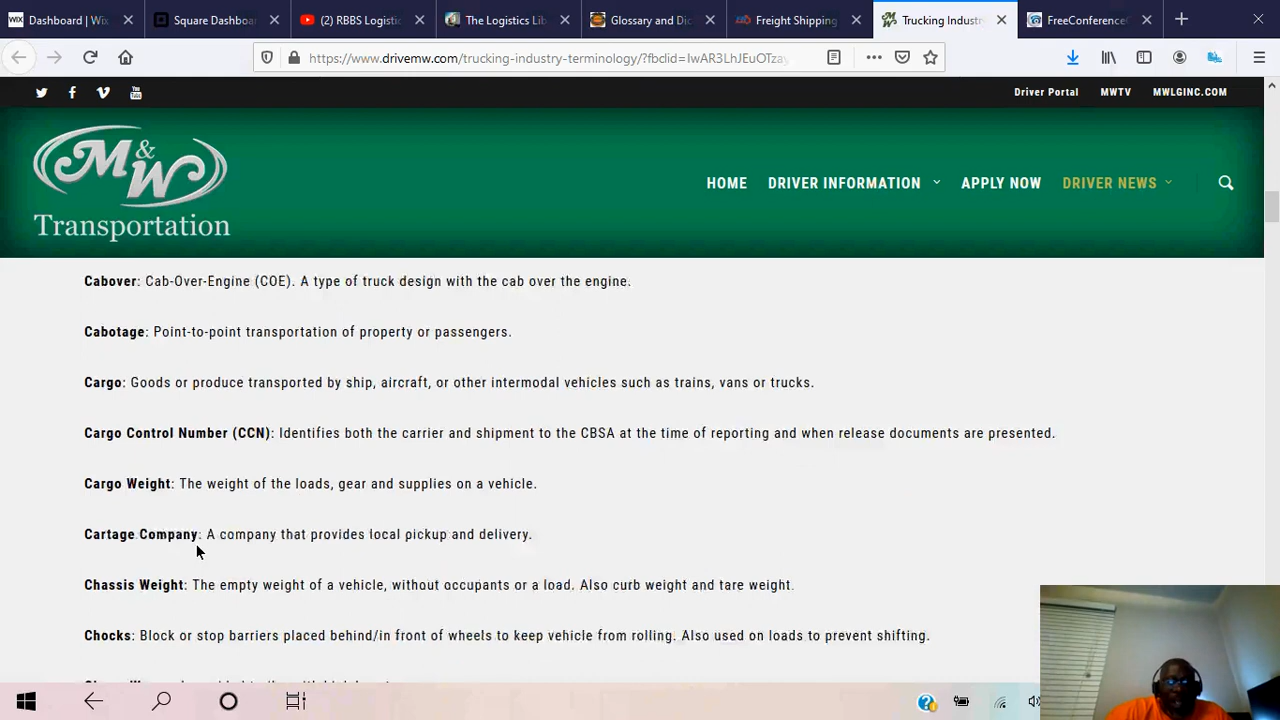 Dashboard | Wix
Square Dashboa
(2) RBBS Logistic
The Logistics Lib
Glossary and Dic
Freight Shipping
Trucking Industr
FreeConference
https://www.drivemw.com/trucking-industry-terminology/?fbclid=IwAR3LhJEuOTzay
Driver Portal MWTV MWLGINC.COM
M&W
Transportation
HOME DRIVER INFORMATION APPLY NOW DRIVER NEWS
Cabover: Cab-Over-Engine (COE). A type of truck design with the cab over the engine.
Cabotage: Point-to-point transportation of property or passengers.
Cargo: Goods or produce transported by ship, aircraft, or other intermodal vehicles such as trains, vans or trucks.
Cargo Control Number (CCN): Identifies both the carrier and shipment to the CBSA at the time of reporting and when release documents are presented.
Cargo Weight: The weight of the loads, gear and supplies on a vehicle.
Cartage Company: A company that provides local pickup and delivery.
Chassis Weight: The empty weight of a vehicle, without occupants or a load. Also curb weight and tare weight.
Chocks: Block or stop barriers placed behind/in front of wheels to keep vehicle from rolling. Also used on loads to prevent shifting.